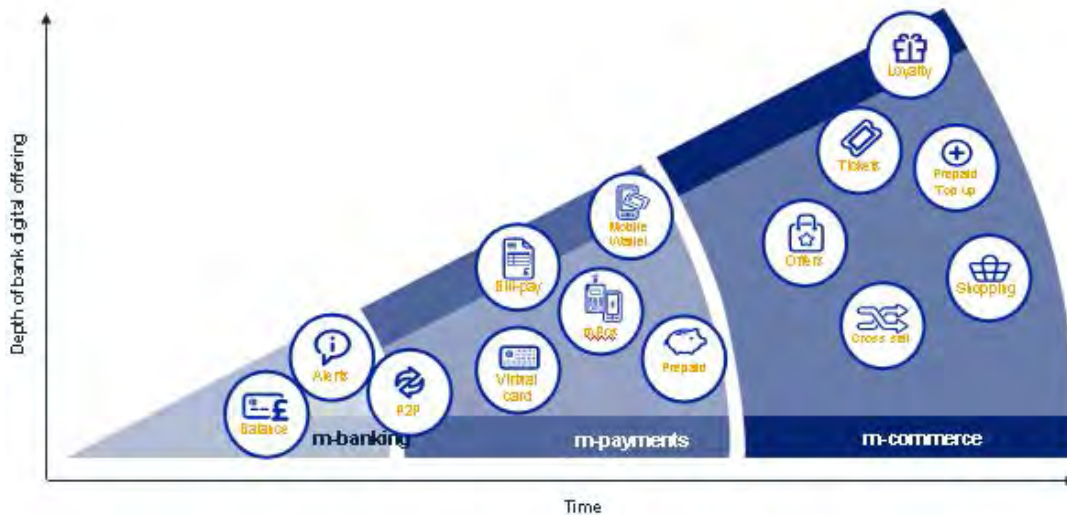 Depth of bank digital offering
Loyalty
Tickets
Prepaid
Top up
Mobile
Wallet
Offers
Bill-pay
Shopping
m.Pos
Cross sell
Alerts
Prepaid
Virtual
card
P2P
Balance
m-banking
m-payments
m-commerce
Time